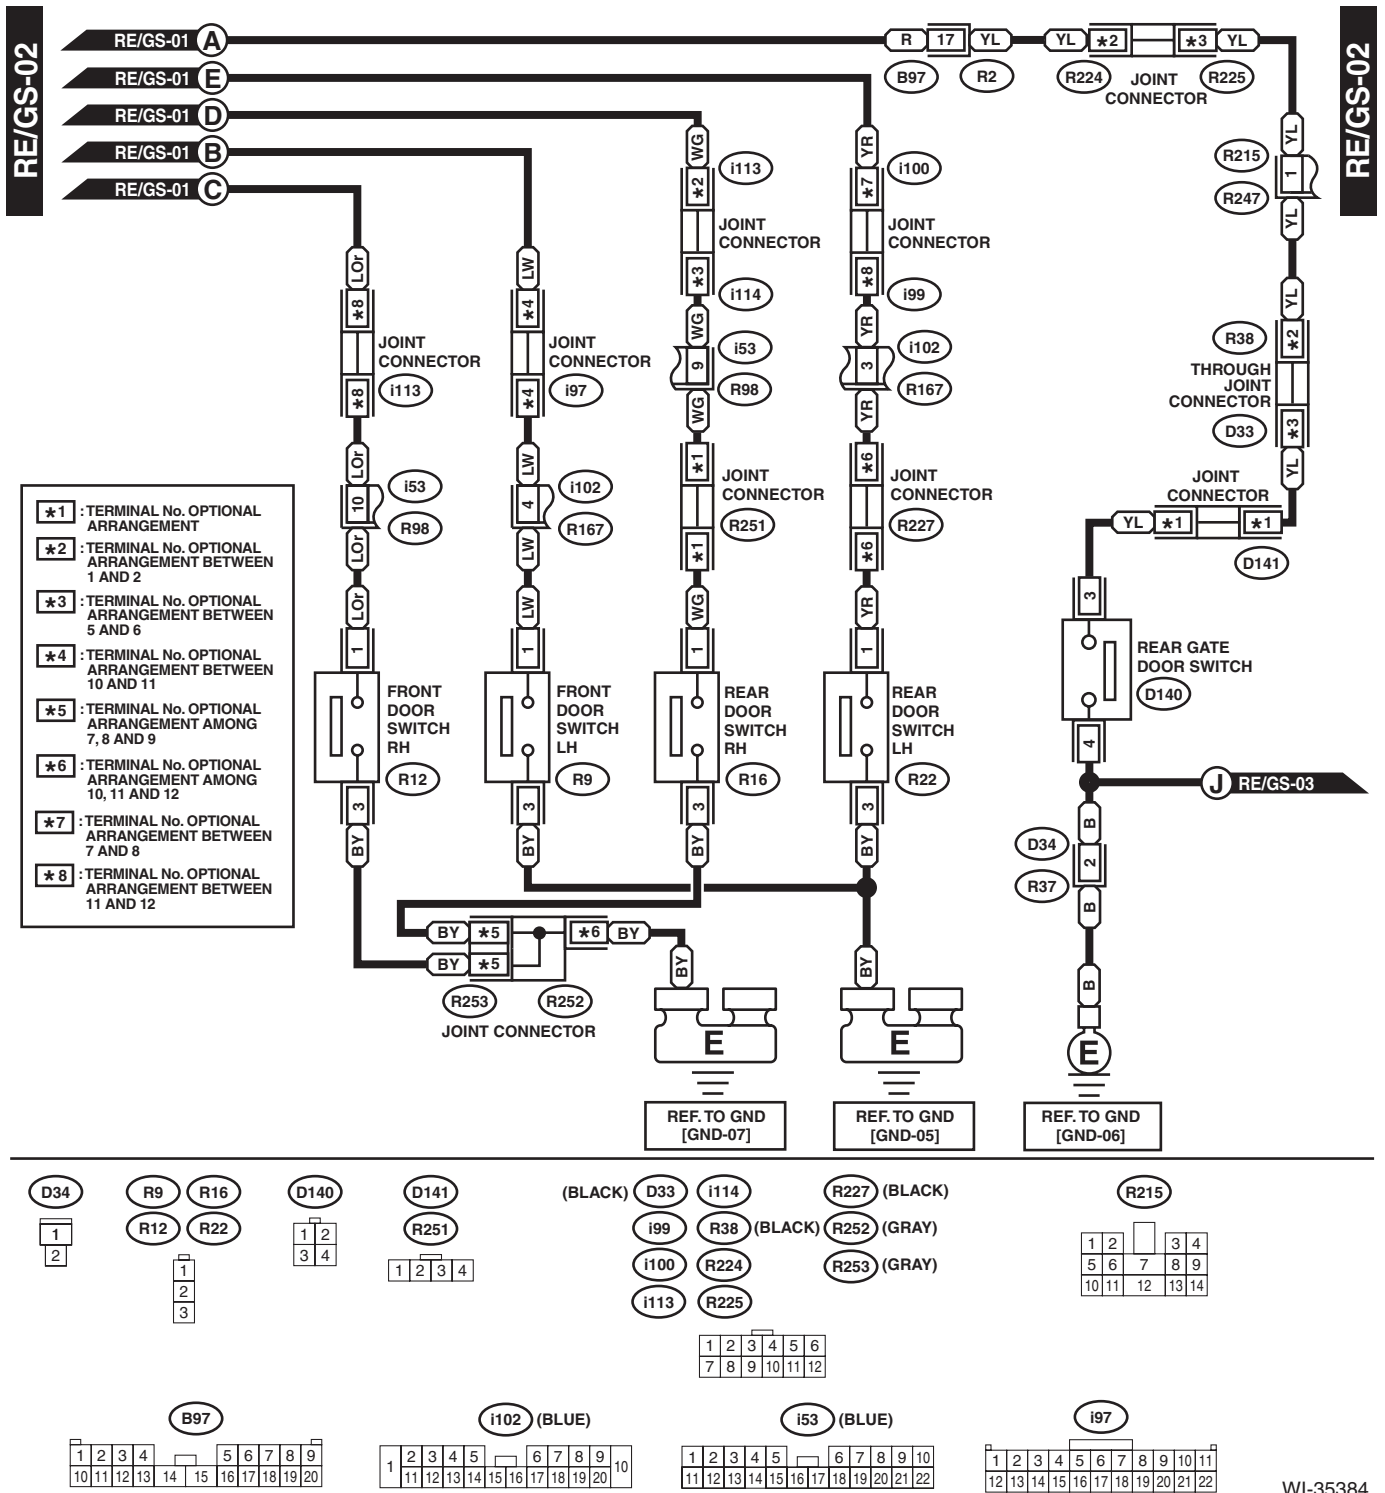 RE/GS-02
RE/GS-02
RE/GS-01 A
RE/GS-01 E
RE/GS-01 D
RE/GS-01 B
RE/GS-01 C
R 17 YL
YL *2 *3 YL
B97 R2 R224 JOINT CONNECTOR R225
YL
R215
1
R247
YL
YL
R38
*2
THROUGH
JOINT
CONNECTOR
D33
*3
YL
JOINT
CONNECTOR
YL *1 *1
D141
3
REAR GATE
DOOR SWITCH
D140
4
J RE/GS-03
B
D34
2
R37
B
B
E
REF. TO GND
[GND-06]
LOr
*8
JOINT
CONNECTOR
*8
i113
LOr
10
i53
R98
LOr
LOr
1
FRONT
DOOR
SWITCH
RH
R12
3
BY
LW
*4
JOINT
CONNECTOR
*4
i97
LW
4
i102
R167
LW
LW
1
FRONT
DOOR
SWITCH
LH
R9
3
BY
WG
i113
*2
JOINT
CONNECTOR
*3
i114
WG
i53
9
R98
WG
*1
JOINT
CONNECTOR
R251
*1
WG
1
REAR
DOOR
SWITCH
RH
R16
3
BY
YR
i100
*7
JOINT
CONNECTOR
*8
i99
YR
i102
3
R167
YR
*6
JOINT
CONNECTOR
R227
*6
YR
1
REAR
DOOR
SWITCH
LH
R22
3
BY
*1 :TERMINAL No. OPTIONAL
ARRANGEMENT
*2 :TERMINAL No. OPTIONAL
ARRANGEMENT BETWEEN
1 AND 2
*3 :TERMINAL No. OPTIONAL
ARRANGEMENT BETWEEN
5 AND 6
*4 :TERMINAL No. OPTIONAL
ARRANGEMENT BETWEEN
10 AND 11
*5 :TERMINAL No. OPTIONAL
ARRANGEMENT AMONG
7, 8 AND 9
*6 :TERMINAL No. OPTIONAL
ARRANGEMENT AMONG
10, 11 AND 12
*7 :TERMINAL No. OPTIONAL
ARRANGEMENT BETWEEN
7 AND 8
*8 :TERMINAL No. OPTIONAL
ARRANGEMENT BETWEEN
11 AND 12
BY *5 *6 BY
BY *5
R253 R252
JOINT CONNECTOR
BY
E
REF. TO GND
[GND-07]
BY
E
REF. TO GND
[GND-05]
D34
1
2
R9 R16
R12 R22
1
2
3
D140
1 2
3 4
D141
R251
1 2 3 4
(BLACK) D33 i114 R227 (BLACK)
i99 R38 (BLACK) R252 (GRAY)
i100 R224 R253 (GRAY)
i113 R225
1 2 3 4 5 6
7 8 9 10 11 12
R215
1 2 3 4
5 6 7 8 9
10 11 12 13 14
B97
1 2 3 4 5 6 7 8 9
10 11 12 13 14 15 16 17 18 19 20
i102 (BLUE)
1 2 3 4 5 6 7 8 9 10
11 12 13 14 15 16 17 18 19 20
i53 (BLUE)
1 2 3 4 5 6 7 8 9 10
11 12 13 14 15 16 17 18 19 20 21 22
i97
1 2 3 4 5 6 7 8 9 10 11
12 13 14 15 16 17 18 19 20 21 22
WI-35384